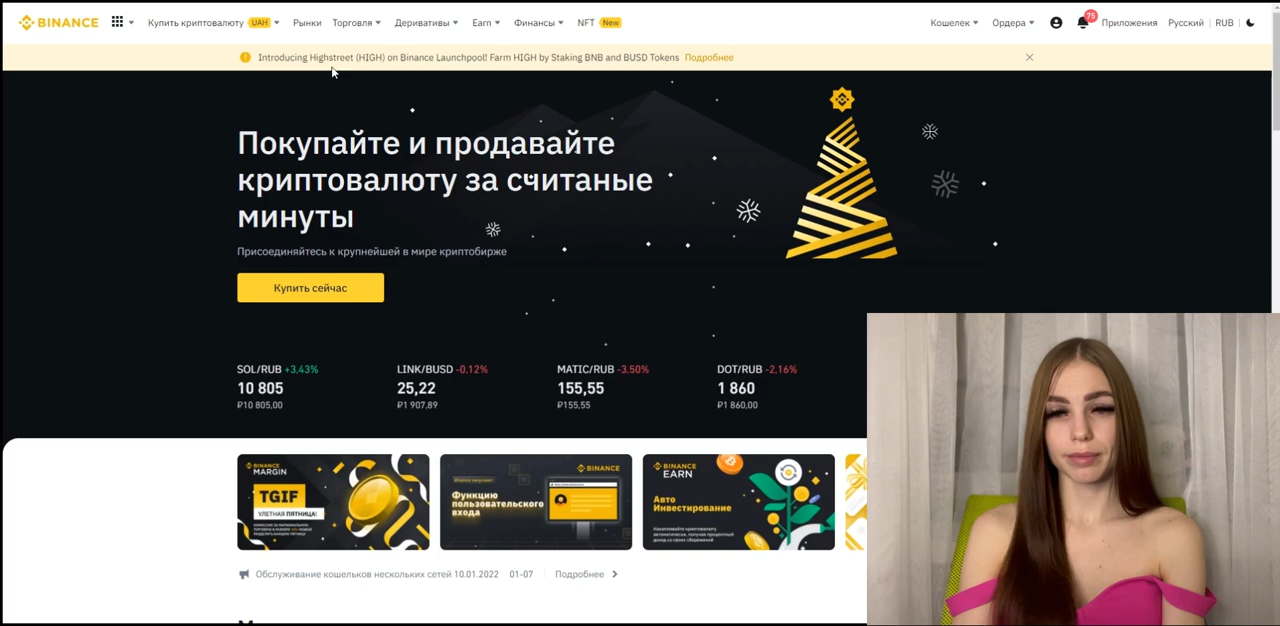 BINANCE
Купить криптовалюту UAH
Рынки
Торговля
Деривативы
Earn
Финансы
NFT New
Кошелек
Ордера
75
Приложения
Русский
RUB
Introducing Highstreet (HIGH) on Binance Launchpool! Farm HIGH by Staking BNB and BUSD Tokens Подробнее
Покупайте и продавайте
криптовалюту за считаные
минуты
Присоединяйтесь к крупнейшей в мире криптобирже
Купить сейчас
SOL/RUB +3,43%
10 805
₽10 805,00
LINK/BUSD -0,12%
25,22
₽1 907,89
MATIC/RUB -3.50%
155,55
₽155,55
DOT/RUB -2,16%
1 860
₽1 860,00
BINANCE
MARGIN
TGIF
УЛЕТНАЯ ПЯТНИЦА!
BINANCE
Функцию
пользовательского
входа
BINANCE
EARN
Авто
Инвестирование
Обслуживание кошельков нескольких сетей 10.01.2022 01-07 Подробнее